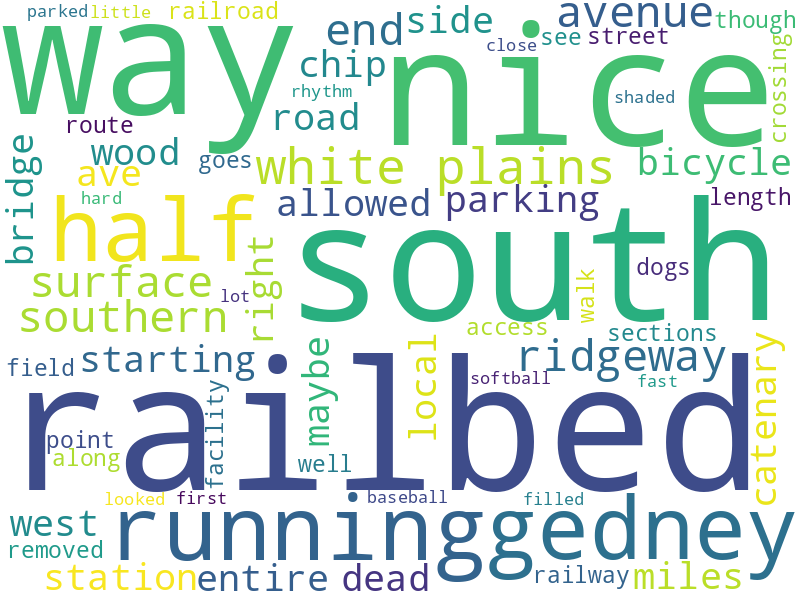 parked
little
railroad
way
nice
end
side
avenue
though
close
see
street
chip
rhythm
shaded
crossing
road
route
wood
goes
white plains
bicycle
bridge
ave
hard
half
allowed
parking
length
south
surface
right
lot
dogs
walk
southern
access
sections
field
starting
maybe
local
ridgeway
catenary
railbed
softball
fast
facility
point
along
well
looked
first
baseball
filled
west
running
gedney
removed
station
entire
dead
railway
miles